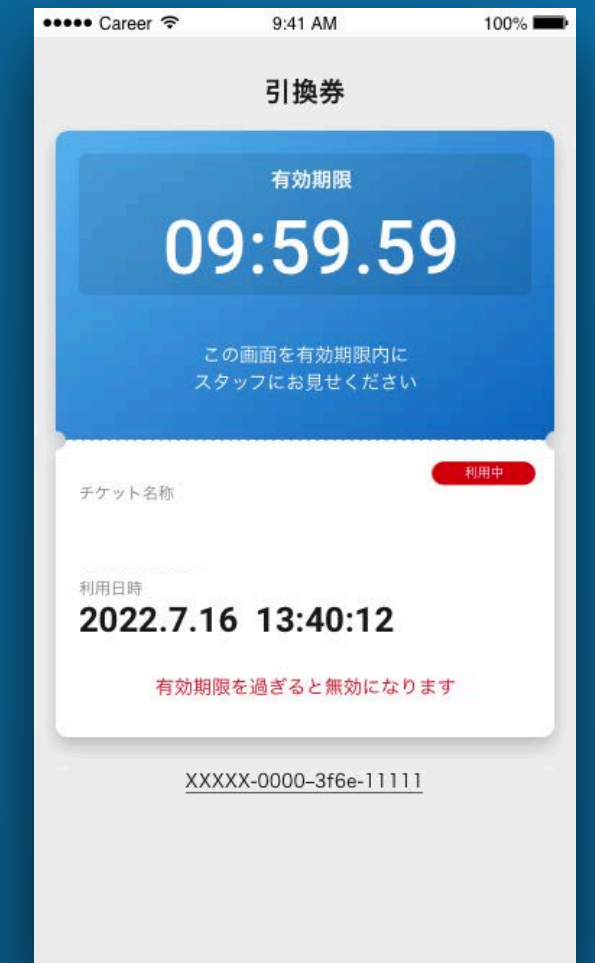 Career 9:41 AM 100%
引換券
有効期限
09:59.59
この画面を有効期限内に
スタッフにお見せください
利用中
チケット名称
利用日時
2022.7.16 13:40:12
有効期限を過ぎると無効になります
XXXXX-0000–3f6e-11111